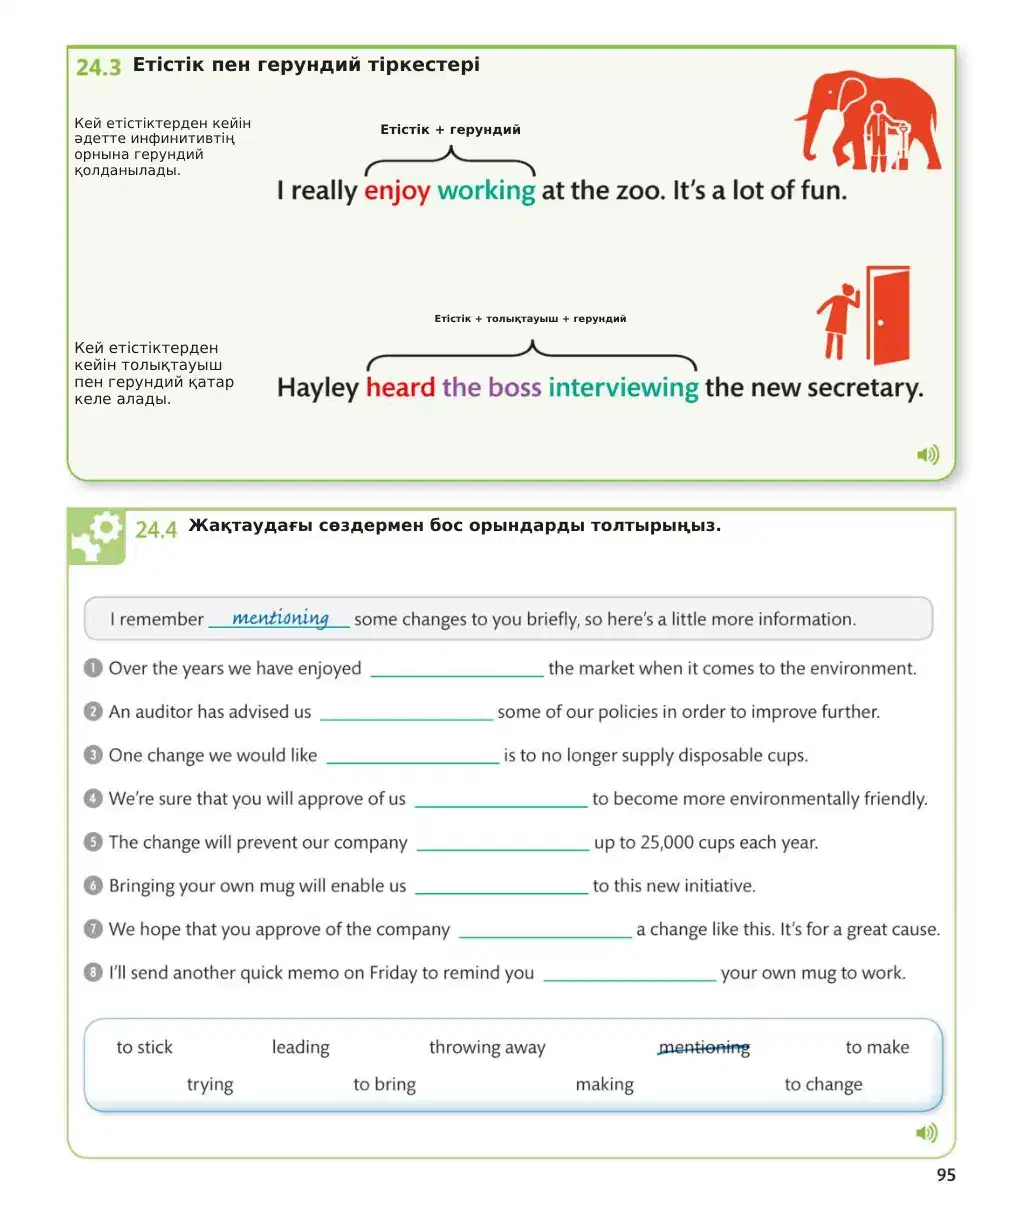 24.3 Етістік пен герундий тіркестері
Кей етістіктерден кейін
әдетте инфинитивтің
орнына герундий
қолданылады.
Етістік + герундий
I really enjoy working at the zoo. It's a lot of fun.
Етістік + толықтауыш + герундий
Кей етістіктерден
кейін толықтауыш
пен герундий қатар
келе алады.
Hayley heard the boss interviewing the new secretary.
24.4 Жақтаудағы сөздермен бос орындарды толтырыңыз.
I remember mentioning some changes to you briefly, so here's a little more information.
1 Over the years we have enjoyed ____ the market when it comes to the environment.
2 An auditor has advised us ____ some of our policies in order to improve further.
3 One change we would like ____ is to no longer supply disposable cups.
4 We're sure that you will approve of us ____ to become more environmentally friendly.
5 The change will prevent our company ____ up to 25,000 cups each year.
6 Bringing your own mug will enable us ____ to this new initiative.
7 We hope that you approve of the company ____ a change like this. It's for a great cause.
8 I'll send another quick memo on Friday to remind you ____ your own mug to work.
to stick leading throwing away mentioning to make
trying to bring making to change
95